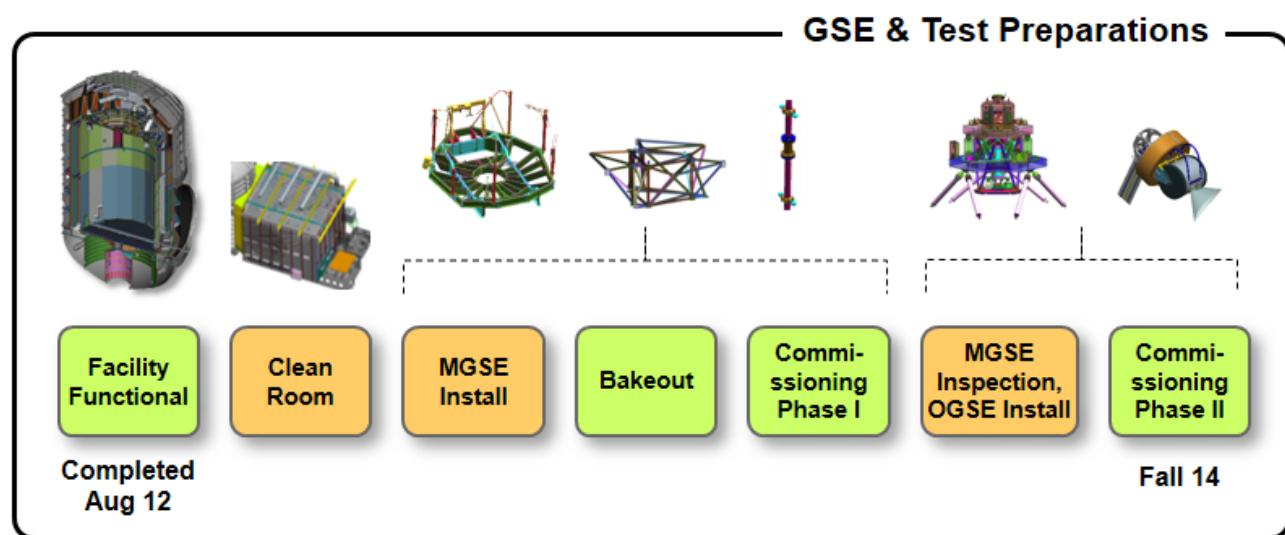 GSE & Test Preparations
Facility
Functional
Clean
Room
MGSE
Install
Bakeout
Commi-
ssioning
Phase I
MGSE
Inspection,
OGSE Install
Commi-
ssioning
Phase II
Completed
Aug 12
Fall 14